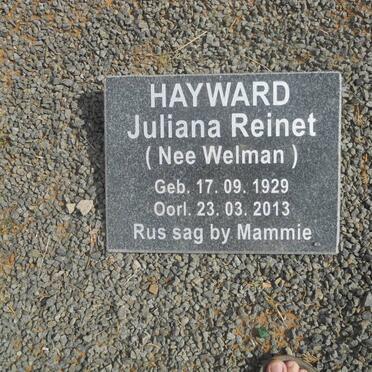 HAYWARD
Juliana Reinet
( Nee Welman )
Geb. 17. 09. 1929
Oorl. 23. 03. 2013
Rus sag by Mammie